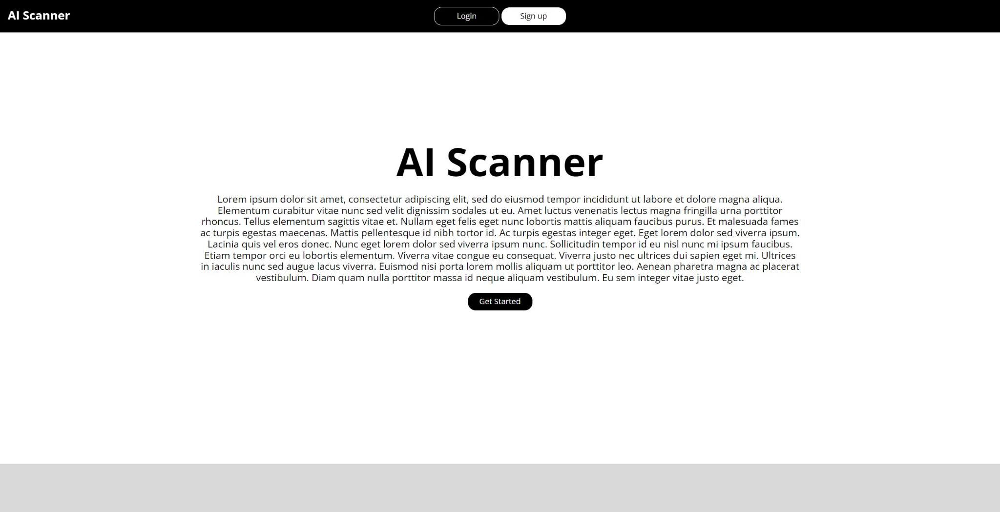 AI Scanner
Login
Sign up
AI Scanner
Lorem ipsum dolor sit amet, consectetur adipiscing elit, sed do eiusmod tempor incididunt ut labore et dolore magna aliqua.
Elementum curabitur vitae nunc sed velit dignissim sodales ut eu. Amet luctus venenatis lectus magna fringilla urna porttitor
rhoncus. Tellus elementum sagittis vitae et. Nullam eget felis eget nunc lobortis mattis aliquam faucibus purus. Et malesuada fames
ac turpis egestas maecenas. Mattis pellentesque id nibh tortor id. Ac turpis egestas integer eget. Eget lorem dolor sed viverra ipsum.
Lacinia quis vel eros donec. Nunc eget lorem dolor sed viverra ipsum nunc. Sollicitudin tempor id eu nisl nunc mi ipsum faucibus.
Etiam tempor orci eu lobortis elementum. Viverra vitae congue eu consequat. Viverra justo nec ultrices dui sapien eget mi. Ultrices
in iaculis nunc sed augue lacus viverra. Euismod nisi porta lorem mollis aliquam ut porttitor leo. Aenean pharetra magna ac placerat
vestibulum. Diam quam nulla porttitor massa id neque aliquam vestibulum. Eu sem integer vitae justo eget.
Get Started